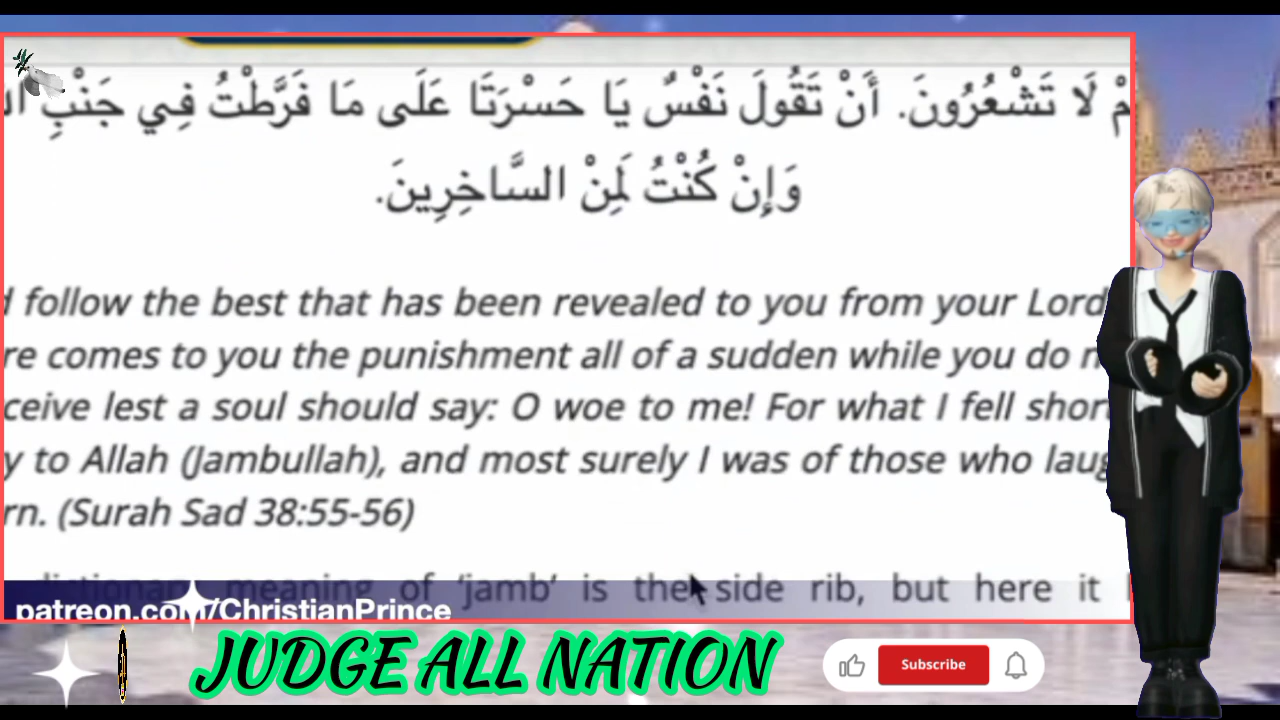 لَا تَشْعُرُونَ. أَنْ تَقُولَ نَفْسٌ يَا حَسْرَتَا عَلَى مَا فَرَّطْتُ فِي جَنْبِ
وَإِنْ كُنْتُ لَمِنْ السَّاخِرِينَ.
follow the best that has been revealed to you from your Lord
re comes to you the punishment all of a sudden while you do
ceive lest a soul should say: O woe to me! For what I fell shor
y to Allah (Jambullah), and most surely I was of those who laug
rn. (Surah Sad 38:55-56)
meaning of ‘jamb’ is the side rib, but here it
patreon.com/ChristianPrince
JUDGE ALL NATION
Subscribe